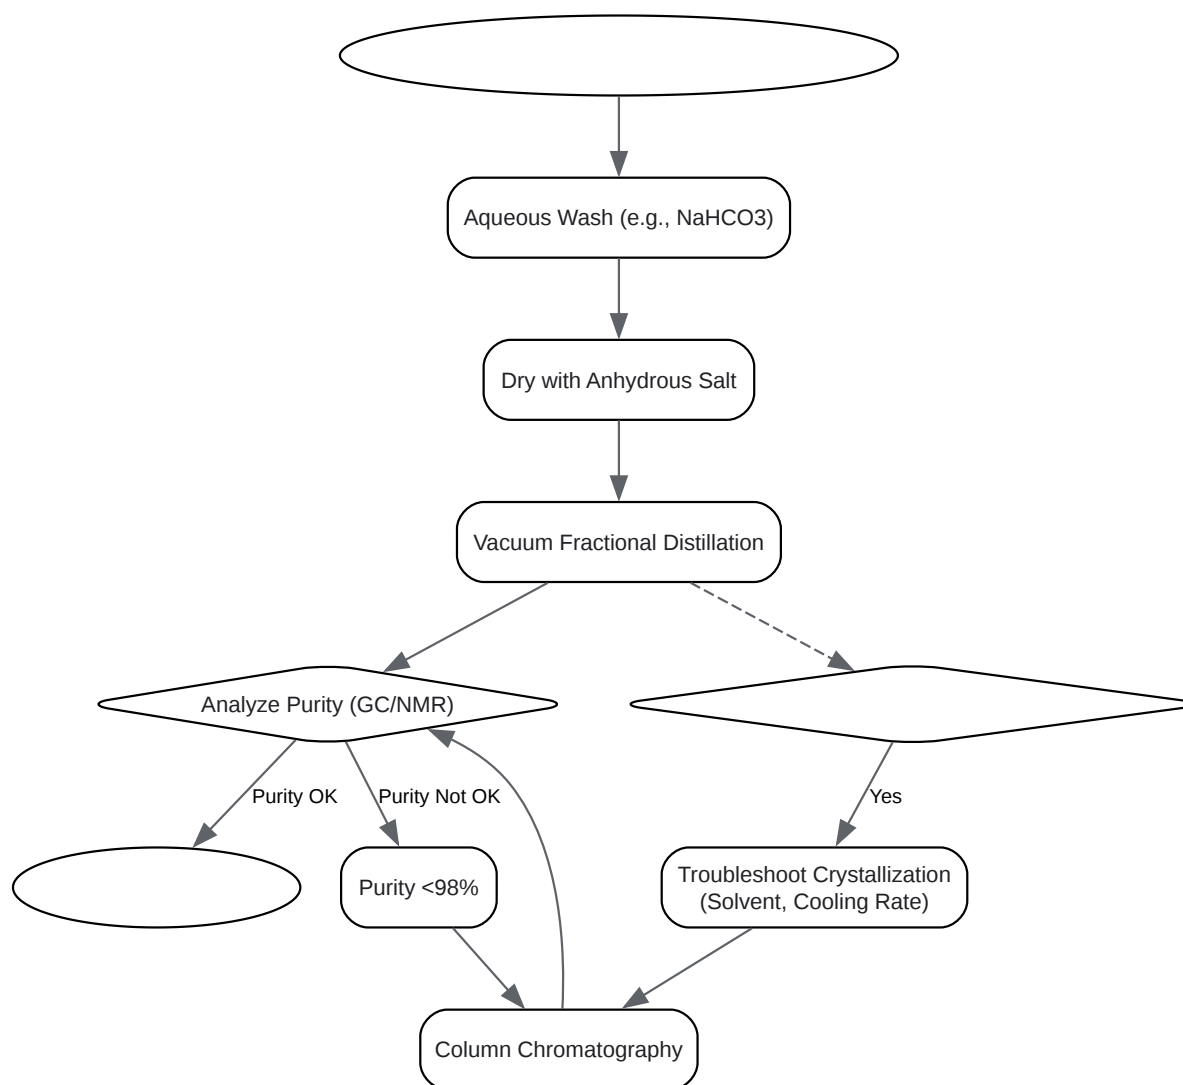 Aqueous Wash (e.g., NaHCO3)
Dry with Anhydrous Salt
Vacuum Fractional Distillation
Analyze Purity (GC/NMR)
Purity OK
Purity Not OK
Yes
Purity <98%
Troubleshoot Crystallization
(Solvent, Cooling Rate)
Column Chromatography